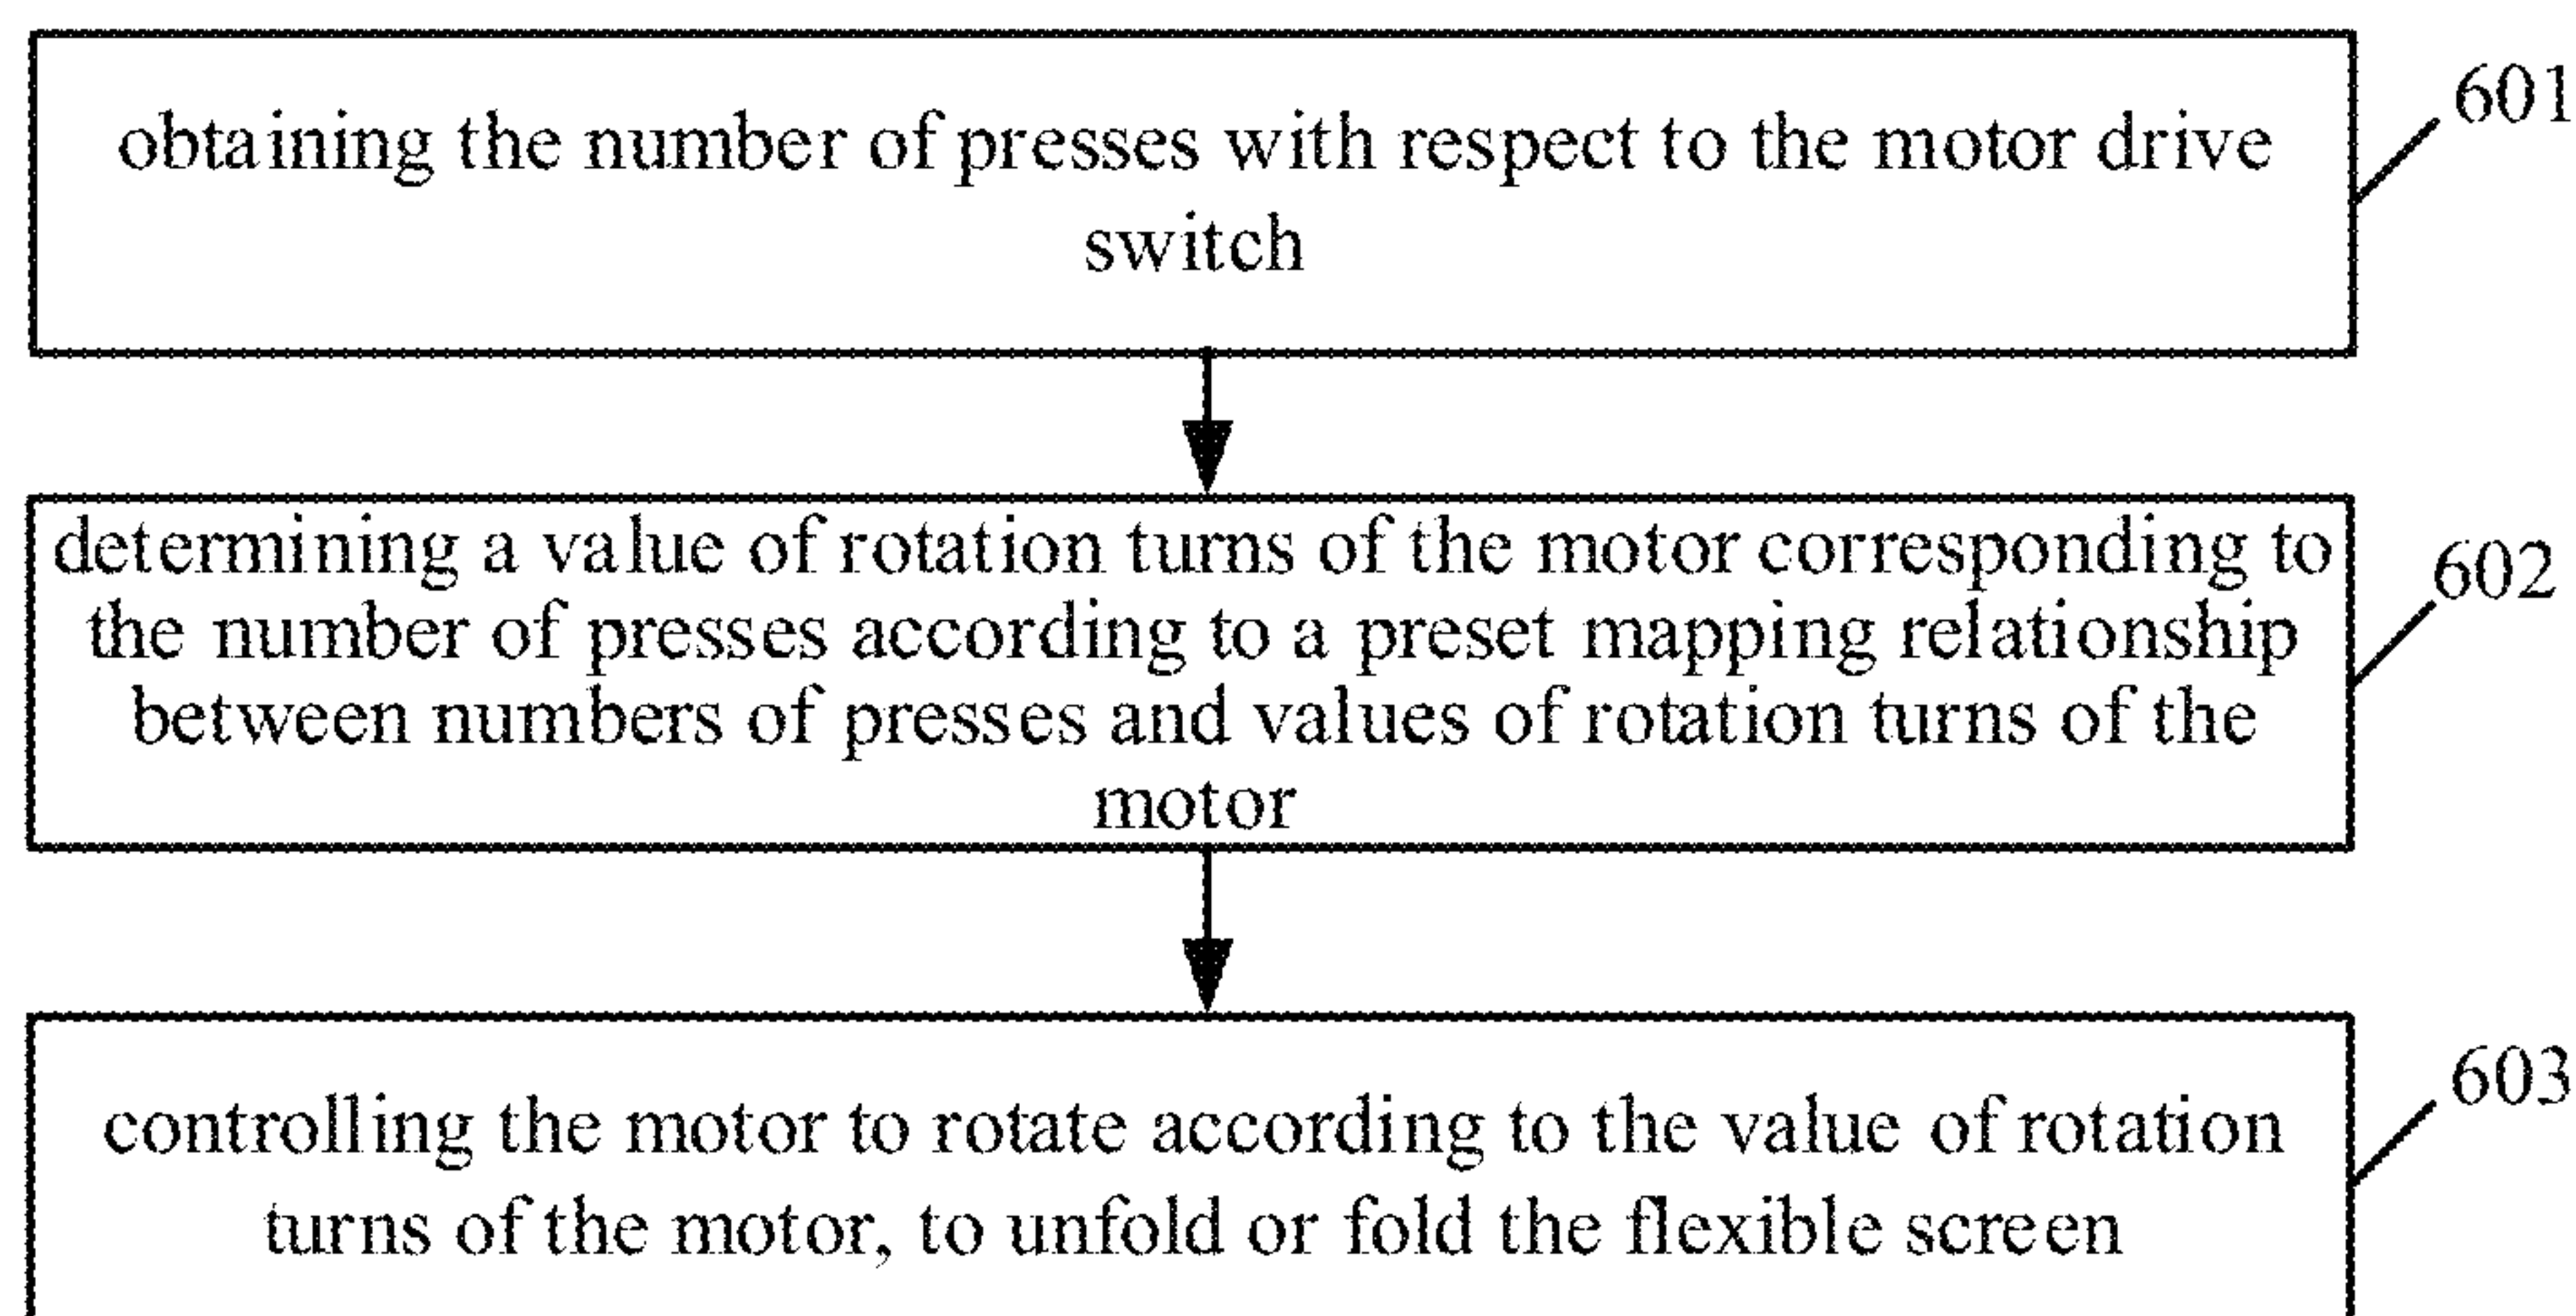 obtaining the number of presses with respect to the motor drive
switch
601
determining a value of rotation turns of the motor corresponding to
the number of presses according to a preset mapping relationship
between numbers of presses and values of rotation turns of the
motor
602
controlling the motor to rotate according to the value of rotation
turns of the motor, to unfold or fold the flexible screen
603